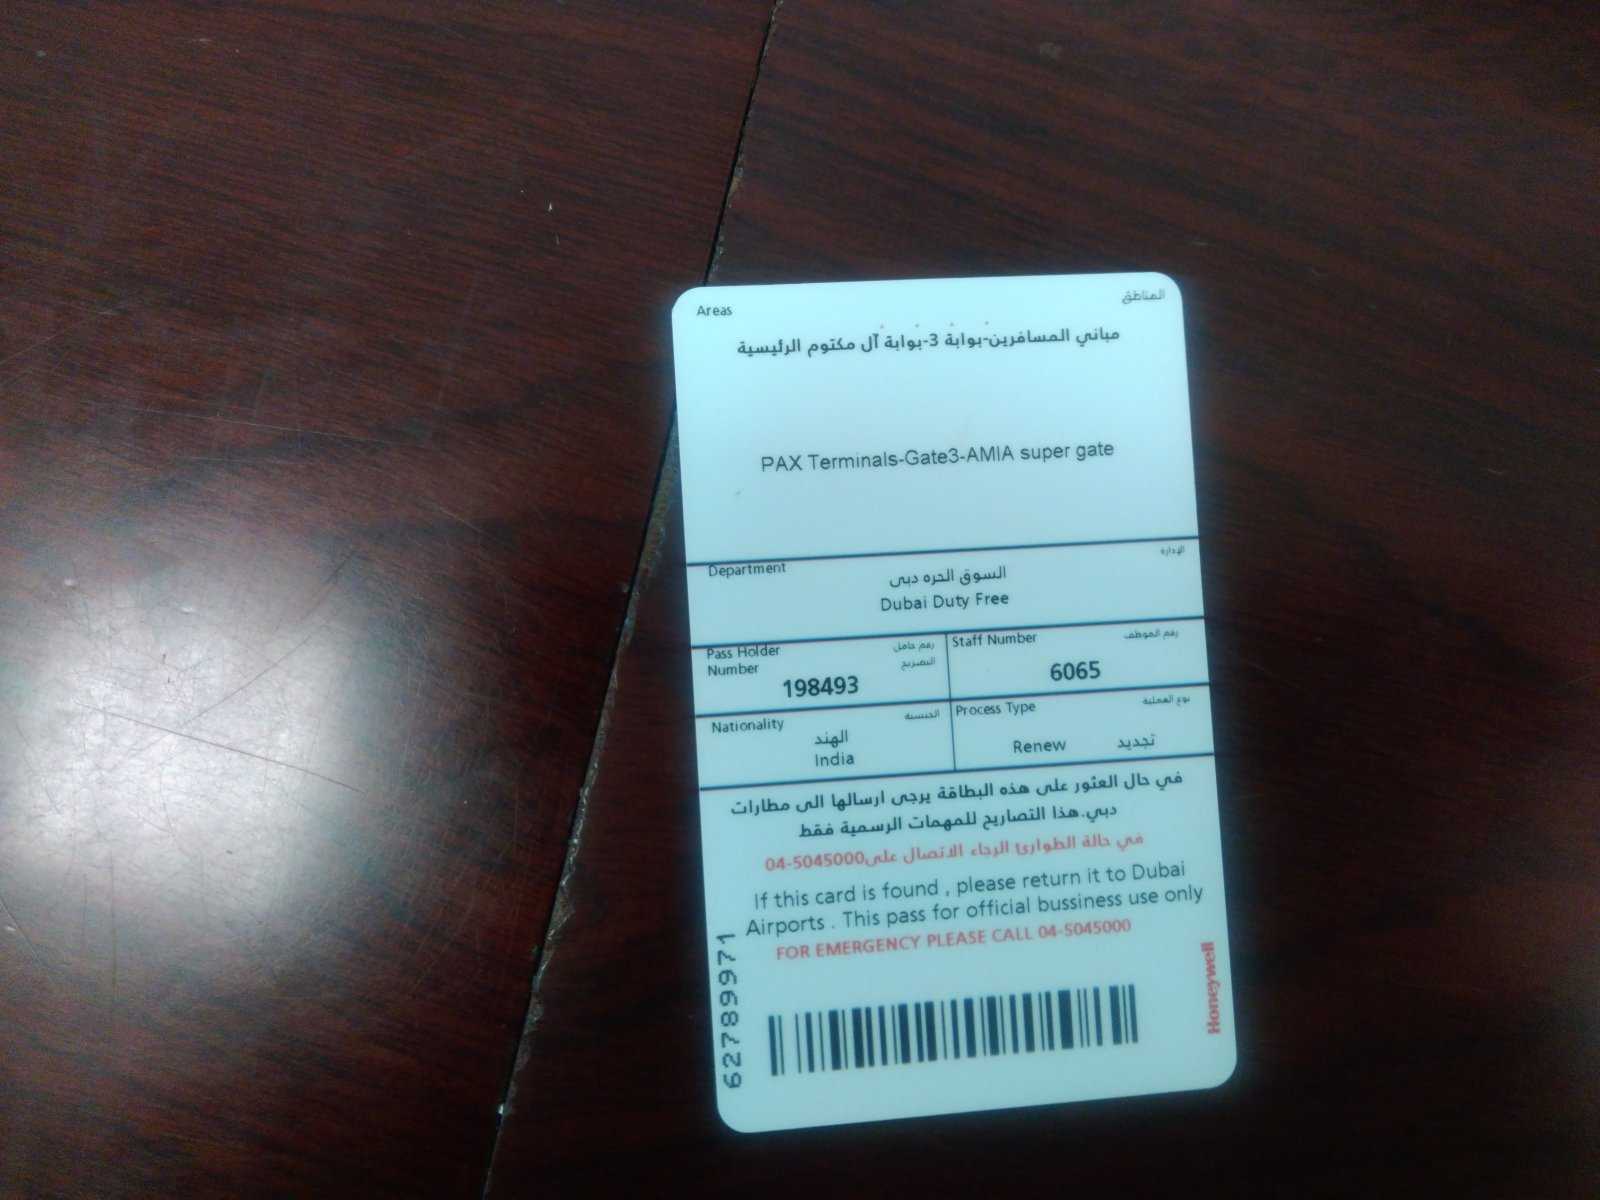 Areas المناطق
مباني المسافرين-بوابة 3-بوابة آل مكتوم الرئيسية
PAX Terminals-Gate3-AMIA super gate
Department الإدارة
السوق الحره دبى
Dubai Duty Free
Pass Holder رقم حامل
Number التصريح
198493
Staff Number رقم الموظف
6065
Nationality الجنسية
الهند
India
Process Type نوع العملية
Renew تجديد
في حال العثور على هذه البطاقة يرجى ارسالها الى مطارات
دبي.هذا التصاريح للمهمات الرسمية فقط
في حالة الطوارئ الرجاء الاتصال على04-5045000
If this card is found , please return it to Dubai
Airports . This pass for official bussiness use only
FOR EMERGENCY PLEASE CALL 04-5045000
62789971
Honeywell